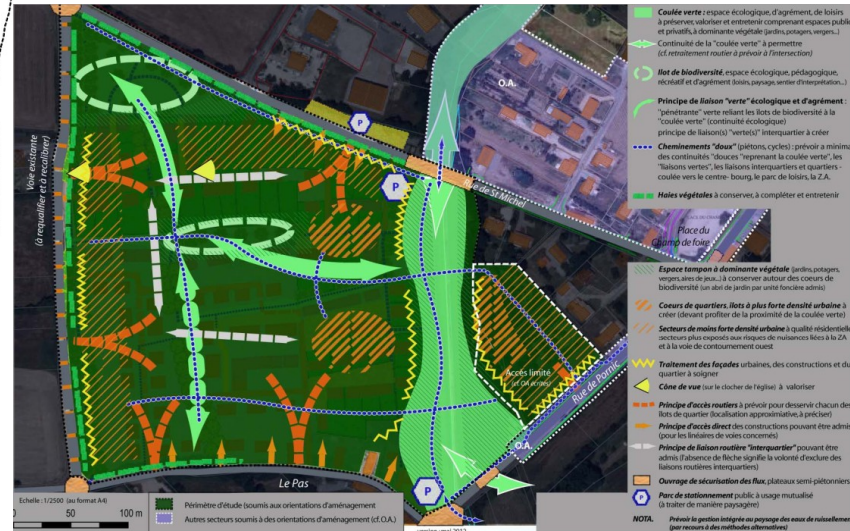 Voie existante
(à requalifier et à recalibrer)
P
P
O.A.
Rue de St Michel
Place du
Champ de foire
Accès limité
(cf. OA écrites)
Rue de Pornic
O.A.
P
Le Pas
Echelle : 1/2500 (au format A4)
0 50 100 m
Périmètre d'étude (soumis aux orientations d'aménagement)
Autres secteurs soumis à des orientations d'aménagement (cf.O.A.)
version : mai 2012
Coulée verte : espace écologique, d'agrément, de loisirs
à préserver, valoriser et entretenir comprenant espaces public
et privatifs, à dominante végétale (jardins, potagers, vergers...)
Continuité de la "coulée verte" à permettre
(cf. retraitement routier à prévoir à l'intersection)
Ilot de biodiversité, espace écologique, pédagogique,
récréatif et d'agrément (loisirs, paysage, sentier d'interprétation...)
Principe de liaison "verte" écologique et d'agrément :
"pénétrante" verte reliant les îlots de biodiversité à la
"coulée verte" (continuité écologique)
principe de liaison(s) "verte(s)" interquartier à créer
Cheminements "doux" (piétons, cycles) : prévoir a minima
des continuités "douces "reprenant la coulée verte", les
"liaisons vertes", les liaisons interquartiers et quartiers -
coulée vers le centre- bourg, le parc de loisirs, la Z.A.
Haies végétales à conserver, à compléter et entretenir
Espace tampon à dominante végétale (jardins, potagers,
vergers, aires de jeux...) à conserver autour des coeurs de
biodiversité (un abri de jardin par unité foncière admis)
Coeurs de quartiers, îlots à plus forte densité urbaine à
créer (devant profiter de la proximité de la coulée verte)
Secteurs de moins forte densité urbaine à qualité résidentielle
secteurs plus exposés aux risques de nuisances liées à la ZA
et à la voie de contournement ouest
Traitement des façades urbaines, des constructions et du
quartier à soigner
Cône de vue (sur le clocher de l'église) à valoriser
Principe d'accès routiers à prévoir pour desservir chacun des
îlots de quartier (localisation approximative, à préciser)
Principe d'accès direct des constructions pouvant être admis
(pour les linéaires de voies concernés)
Principe de liaison routière "interquartier" pouvant être
admis (l'absence de flèche signifie la volonté d'exclure des
liaisons routières interquartiers)
Ouvrage de sécurisation des flux, plateaux semi-piétonniers
P
Parc de stationnement public à usage mutualisé
(à traiter de manière paysagère)
NOTA. Prévoir la gestion intégrée au paysage des eaux de ruissellement
(par recours à des méthodes alternatives)